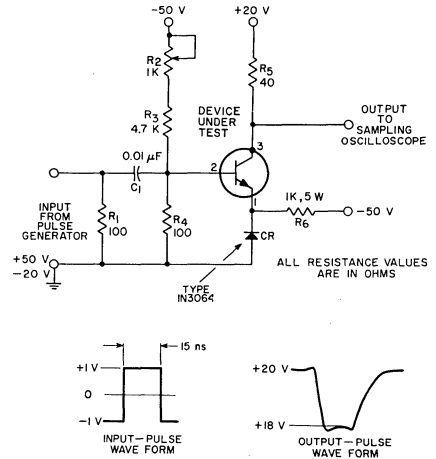 -50 V
+20 V
R2
1K
R5
40
R3
4.7 K
DEVICE
UNDER
TEST
OUTPUT
TO
SAMPLING
OSCILLOSCOPE
3
0.01 µF
2
C1
1
1K, 5 W
-50 V
R6
INPUT
FROM
PULSE
GENERATOR
R1
100
R4
100
CR
+50 V
-20 V
TYPE
IN3064
ALL RESISTANCE VALUES
ARE IN OHMS
15 ns
+1 V
0
-1 V
INPUT-PULSE
WAVE FORM
+20 V
+18 V
OUTPUT-PULSE
WAVE FORM